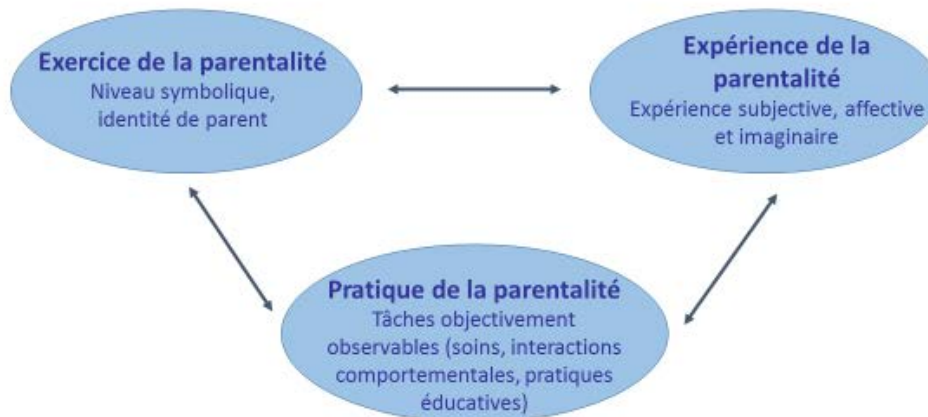 Exercice de la parentalité
Niveau symbolique,
identité de parent
Expérience de la
parentalité
Expérience subjective, affective
et imaginaire
Pratique de la parentalité
Tâches objectivement
observables (soins, interactions
comportementales, pratiques
éducatives)